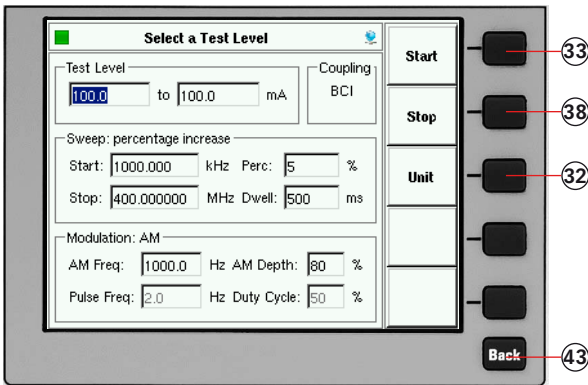 Select a Test Level
Test Level
100.0 to 100.0 mA
Coupling
BCI
Sweep: percentage increase
Start: 1000.000 kHz Perc: 5 %
Stop: 400.000000 MHz Dwell: 500 ms
Modulation: AM
AM Freq: 1000.0 Hz AM Depth: 80 %
Pulse Freq: 2.0 Hz Duty Cycle: 50 %
Start
Stop
Unit
Back
33
38
32
43